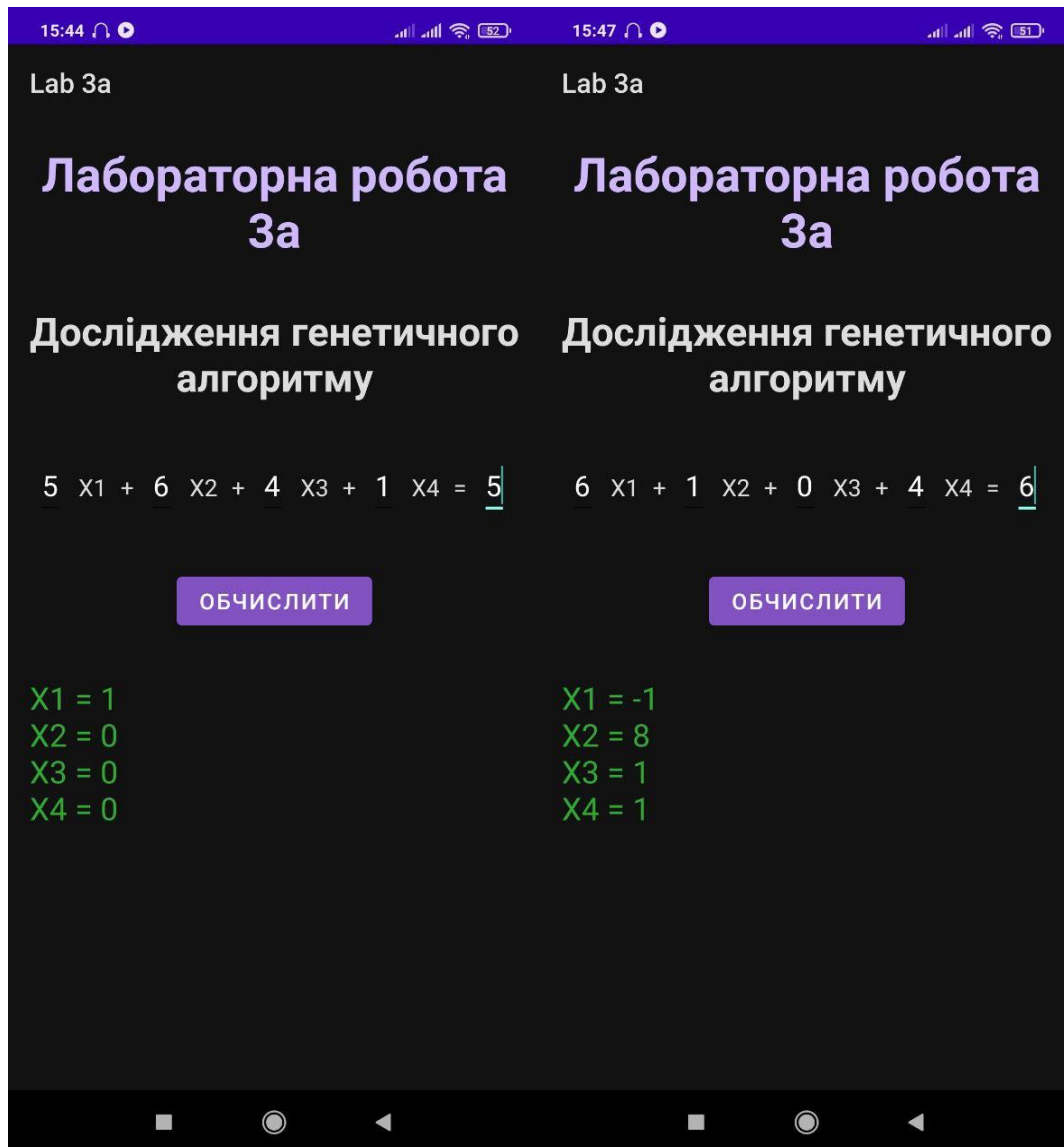 15:44
52
Lab 3a
Лабораторна робота
3а
Дослідження генетичного
алгоритму
5 X1 + 6 X2 + 4 X3 + 1 X4 = 5
ОБЧИСЛИТИ
X1 = 1
X2 = 0
X3 = 0
X4 = 0
15:47
51
Lab 3a
Лабораторна робота
3а
Дослідження генетичного
алгоритму
6 X1 + 1 X2 + 0 X3 + 4 X4 = 6
ОБЧИСЛИТИ
X1 = -1
X2 = 8
X3 = 1
X4 = 1